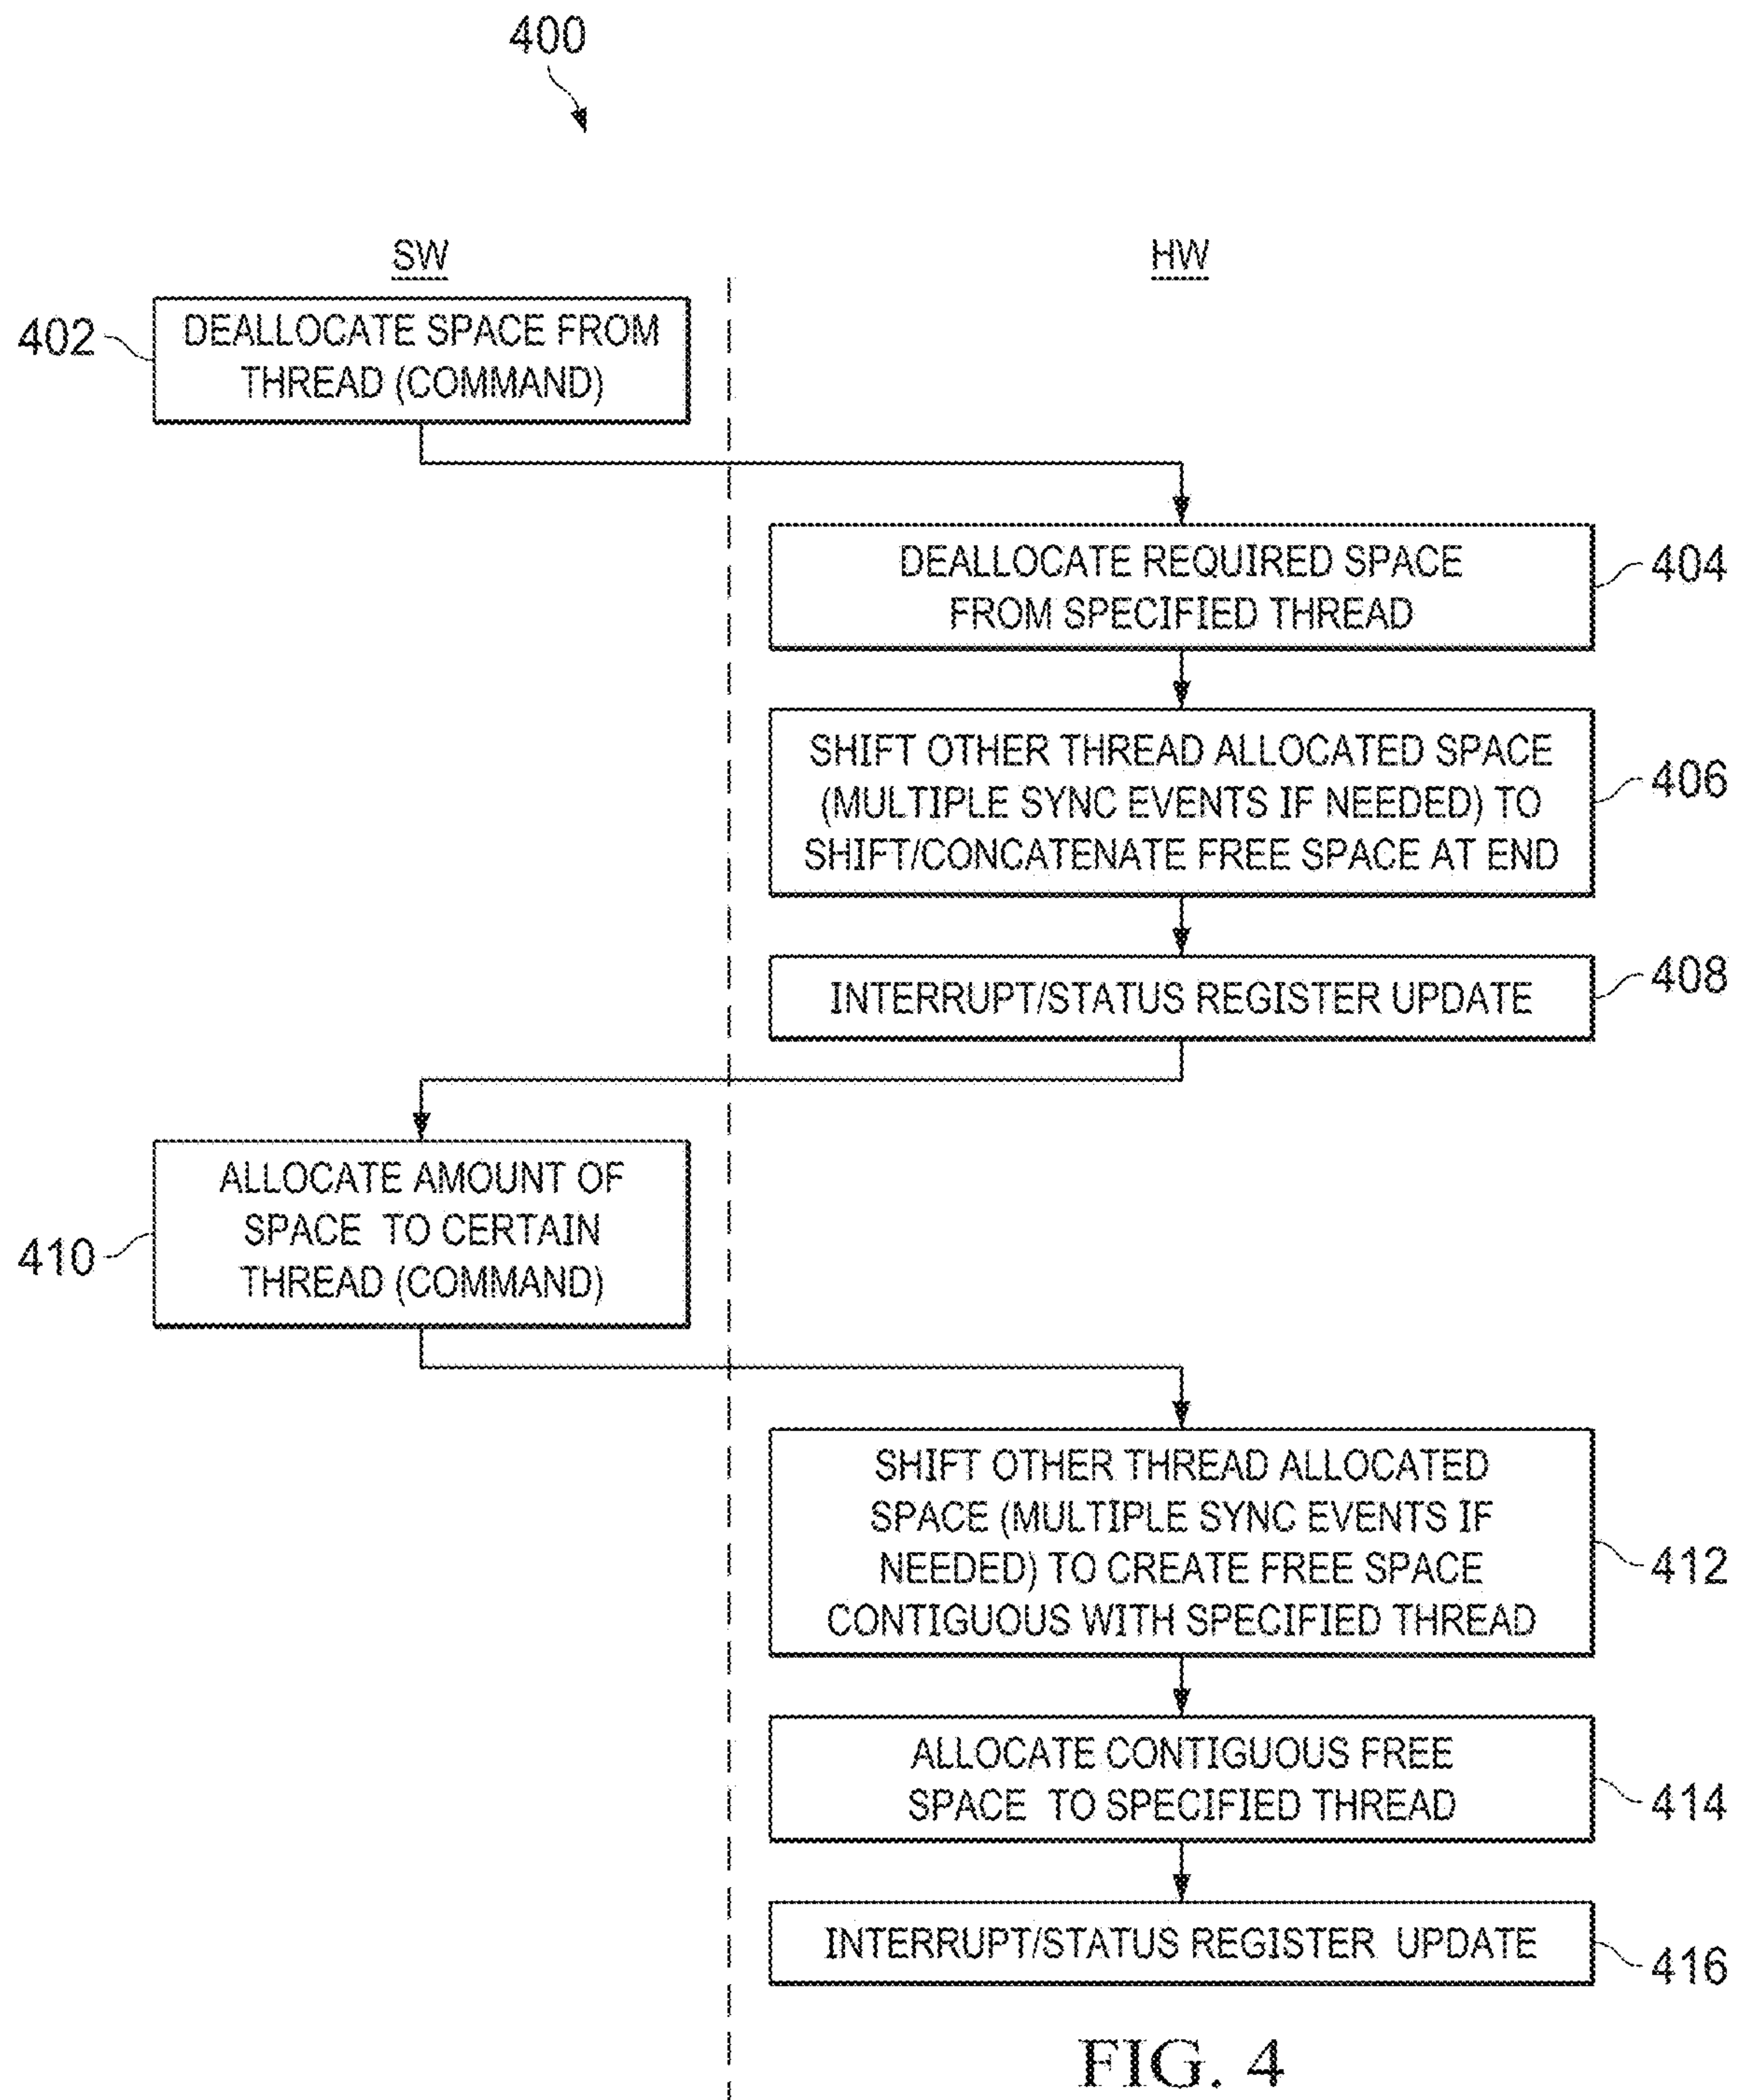 400
SW
HW
402
DEALLOCATE SPACE FROM
THREAD (COMMAND)
DEALLOCATE REQUIRED SPACE
FROM SPECIFIED THREAD
404
SHIFT OTHER THREAD ALLOCATED SPACE
(MULTIPLE SYNC EVENTS IF NEEDED) TO
SHIFT/CONCATENATE FREE SPACE AT END
406
INTERRUPT/STATUS REGISTER UPDATE
408
ALLOCATE AMOUNT OF
SPACE TO CERTAIN
THREAD (COMMAND)
410
SHIFT OTHER THREAD ALLOCATED
SPACE (MULTIPLE SYNC EVENTS IF
NEEDED) TO CREATE FREE SPACE
CONTIGUOUS WITH SPECIFIED THREAD
412
ALLOCATE CONTIGUOUS FREE
SPACE TO SPECIFIED THREAD
414
INTERRUPT/STATUS REGISTER UPDATE
416
FIG. 4